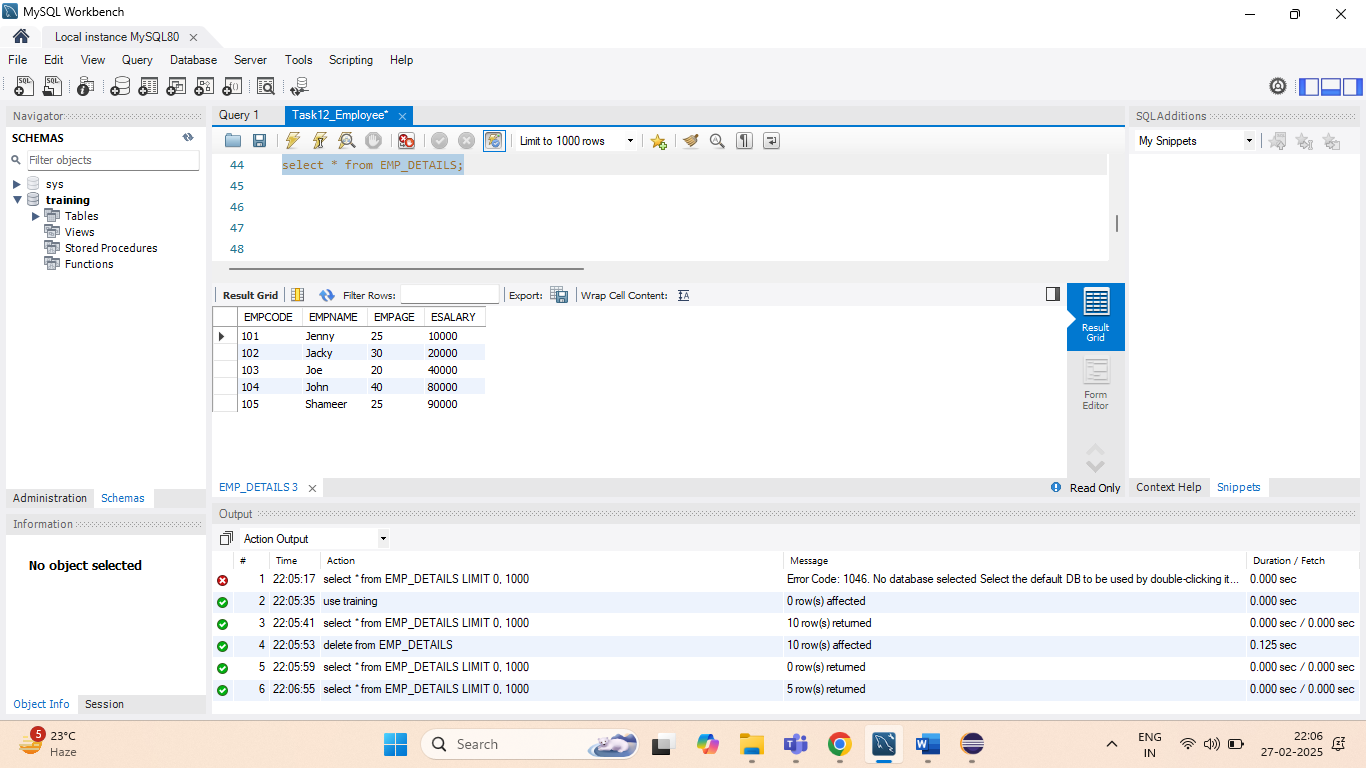 MySQL Workbench
Local instance MySQL80
File Edit View Query Database Server Tools Scripting Help
Navigator
SCHEMAS
Filter objects
sys
training
Tables
Views
Stored Procedures
Functions
Administration Schemas
Information
No object selected
Object Info Session
Query 1 Task12_Employee*
Limit to 1000 rows
44 select * from EMP_DETAILS;
45
46
47
48
Result Grid Filter Rows: Export: Wrap Cell Content:
EMPCODE EMPNAME EMPAGE ESALARY
101 Jenny 25 10000
102 Jacky 30 20000
103 Joe 20 40000
104 John 40 80000
105 Shameer 25 90000
Result
Grid
Form
Editor
EMP_DETAILS 3 Read Only
SQLAdditions
My Snippets
Context Help Snippets
Output
Action Output
# Time Action Message Duration / Fetch
1 22:05:17 select * from EMP_DETAILS LIMIT 0, 1000 Error Code: 1046. No database selected Select the default DB to be used by double-clicking it... 0.000 sec
2 22:05:35 use training 0 row(s) affected 0.000 sec
3 22:05:41 select * from EMP_DETAILS LIMIT 0, 1000 10 row(s) returned 0.000 sec / 0.000 sec
4 22:05:53 delete from EMP_DETAILS 10 row(s) affected 0.125 sec
5 22:05:59 select * from EMP_DETAILS LIMIT 0, 1000 0 row(s) returned 0.000 sec / 0.000 sec
6 22:06:55 select * from EMP_DETAILS LIMIT 0, 1000 5 row(s) returned 0.000 sec / 0.000 sec
5
23°C
Haze
Search
ENG
IN
22:06
27-02-2025